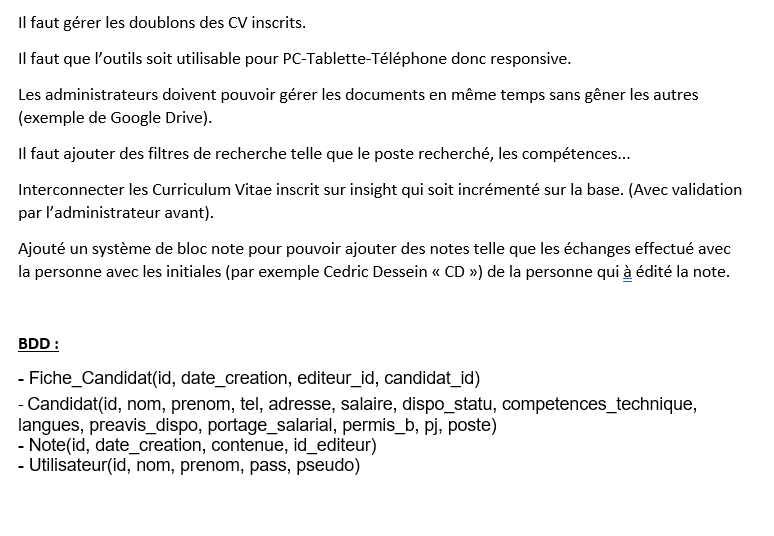 Il faut gérer les doublons des CV inscrits.
Il faut que l’outils soit utilisable pour PC-Tablette-Téléphone donc responsive.
Les administrateurs doivent pouvoir gérer les documents en même temps sans gêner les autres
(exemple de Google Drive).
Il faut ajouter des filtres de recherche telle que le poste recherché, les compétences...
Interconnecter les Curriculum Vitae inscrit sur insight qui soit incrémenté sur la base. (Avec validation
par l’administrateur avant).
Ajouté un système de bloc note pour pouvoir ajouter des notes telle que les échanges effectué avec
la personne avec les initiales (par exemple Cedric Dessein « CD ») de la personne qui à édité la note.
BDD :
- Fiche_Candidat(id, date_creation, editeur_id, candidat_id)
- Candidat(id, nom, prenom, tel, adresse, salaire, dispo_statu, competences_technique,
langues, preavis_dispo, portage_salarial, permis_b, pj, poste)
- Note(id, date_creation, contenue, id_editeur)
- Utilisateur(id, nom, prenom, pass, pseudo)